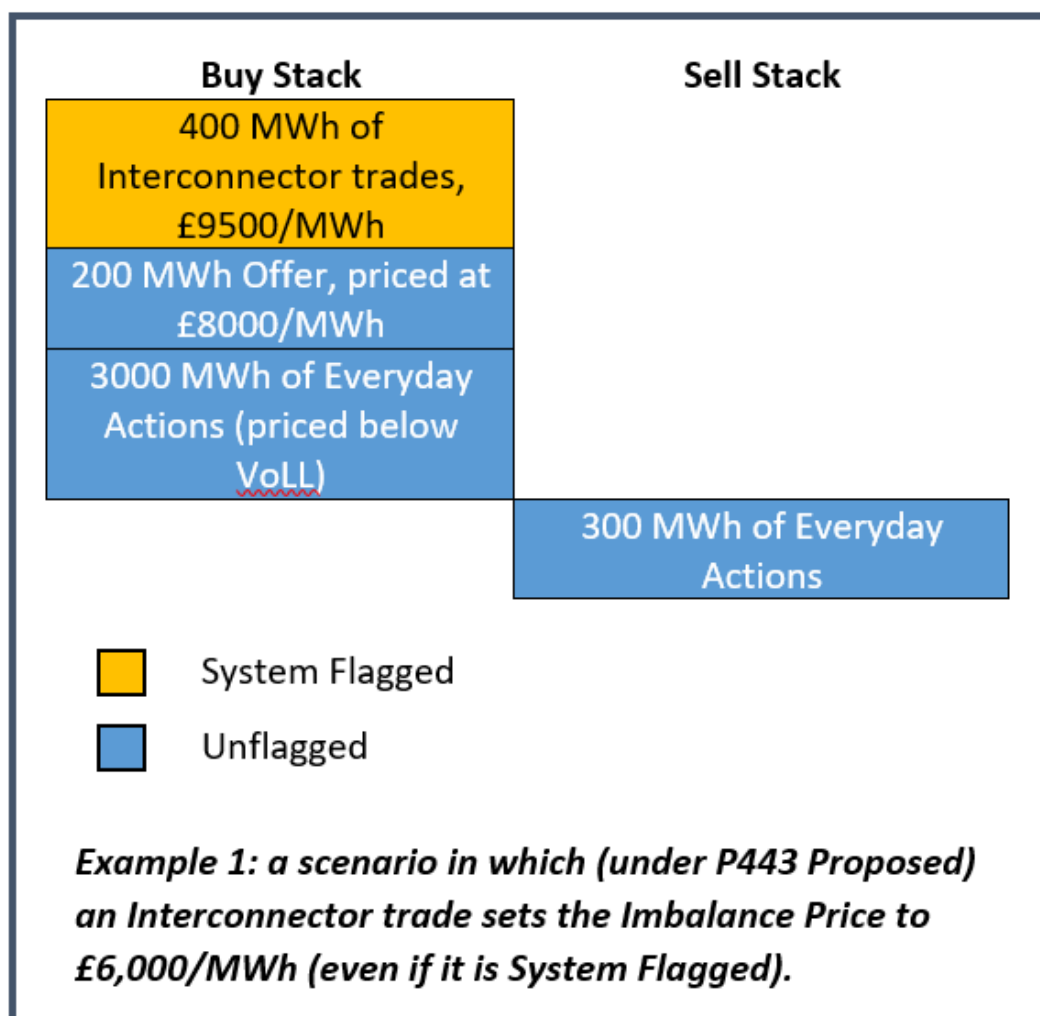 Buy Stack
Sell Stack
400 MWh of
Interconnector trades,
£9500/MWh
200 MWh Offer, priced at
£8000/MWh
3000 MWh of Everyday
Actions (priced below
VoLL)
300 MWh of Everyday
Actions
System Flagged
Unflagged
Example 1: a scenario in which (under P443 Proposed)
an Interconnector trade sets the Imbalance Price to
£6,000/MWh (even if it is System Flagged).